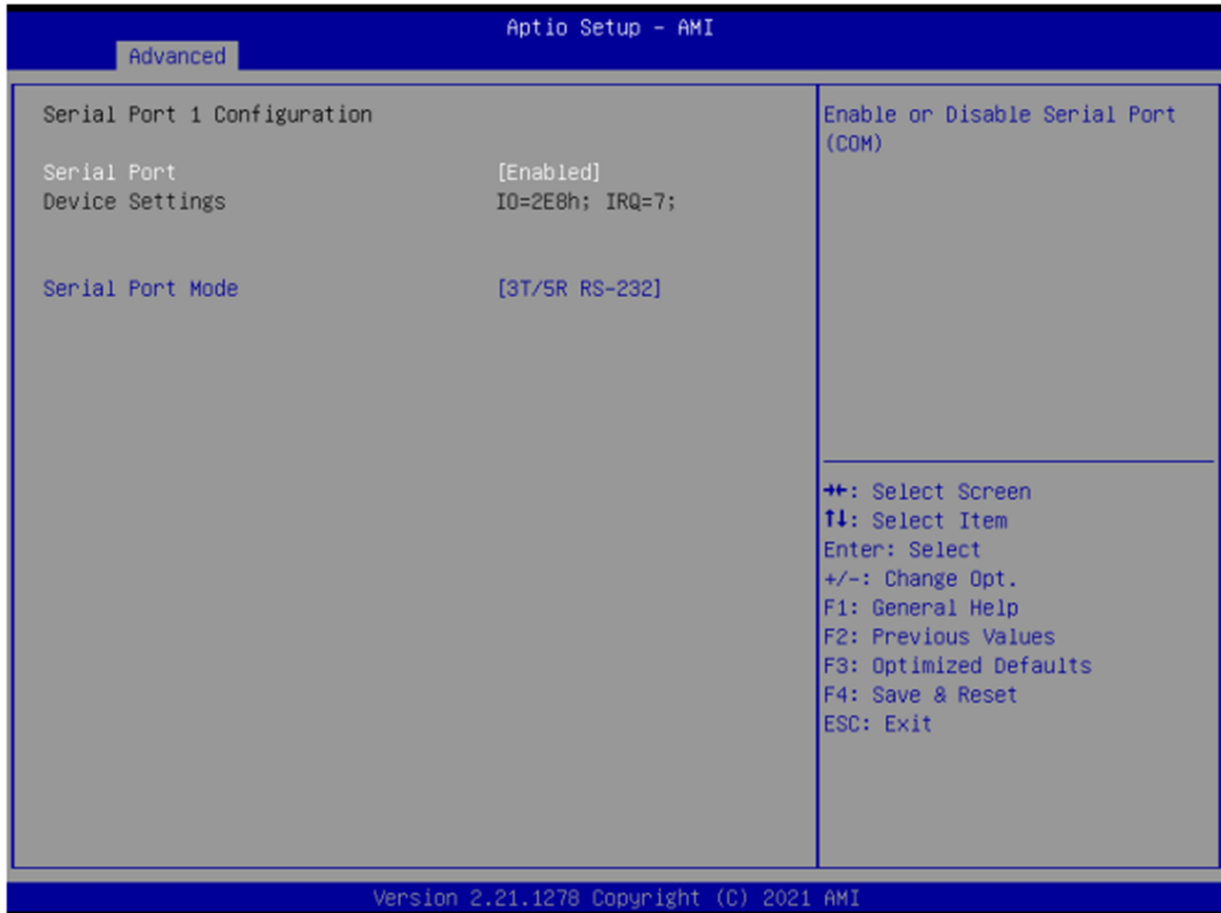 Aptio Setup – AMI
Advanced
Serial Port 1 Configuration
Serial Port [Enabled]
Device Settings IO=2E8h; IRQ=7;
Serial Port Mode [3T/5R RS-232]
Enable or Disable Serial Port
(COM)
→←: Select Screen
↑↓: Select Item
Enter: Select
+/-: Change Opt.
F1: General Help
F2: Previous Values
F3: Optimized Defaults
F4: Save & Reset
ESC: Exit
Version 2.21.1278 Copyright (C) 2021 AMI